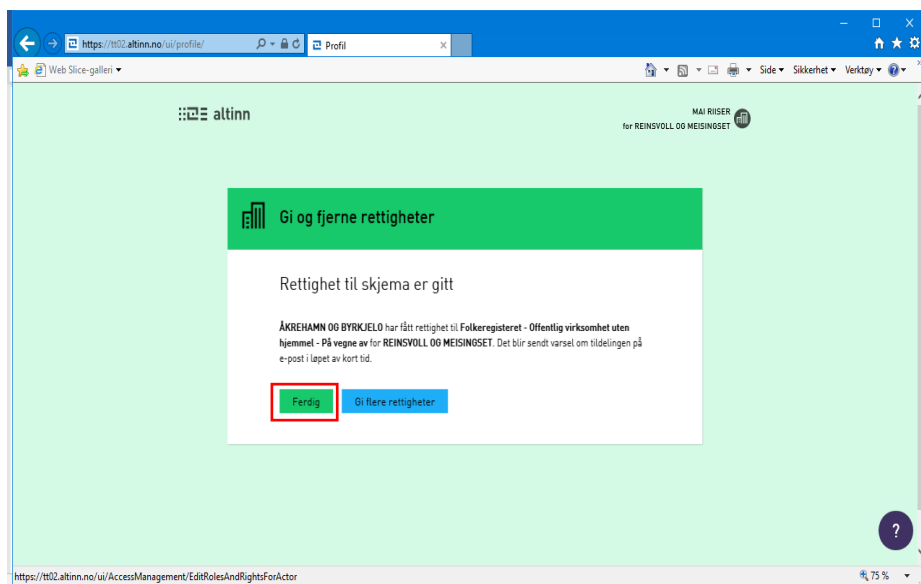 https://tt02.altinn.no/ui/profile/
Profil
Web Slice-galleri
Side
Sikkerhet
Verktøy
altinn
MAI RIISER
for REINSVOLL OG MEISINGSET
Gi og fjerne rettigheter
Rettighet til skjema er gitt
ÅKREHAMN OG BYRKJELO har fått rettighet til Folkeregisteret - Offentlig virksomhet uten
hjemmel - På vegne av for REINSVOLL OG MEISINGSET. Det blir sendt varsel om tildelingen på
e-post i løpet av kort tid.
Ferdig
Gi flere rettigheter
?
https://tt02.altinn.no/ui/AccessManagement/EditRolesAndRightsForActor
75 %